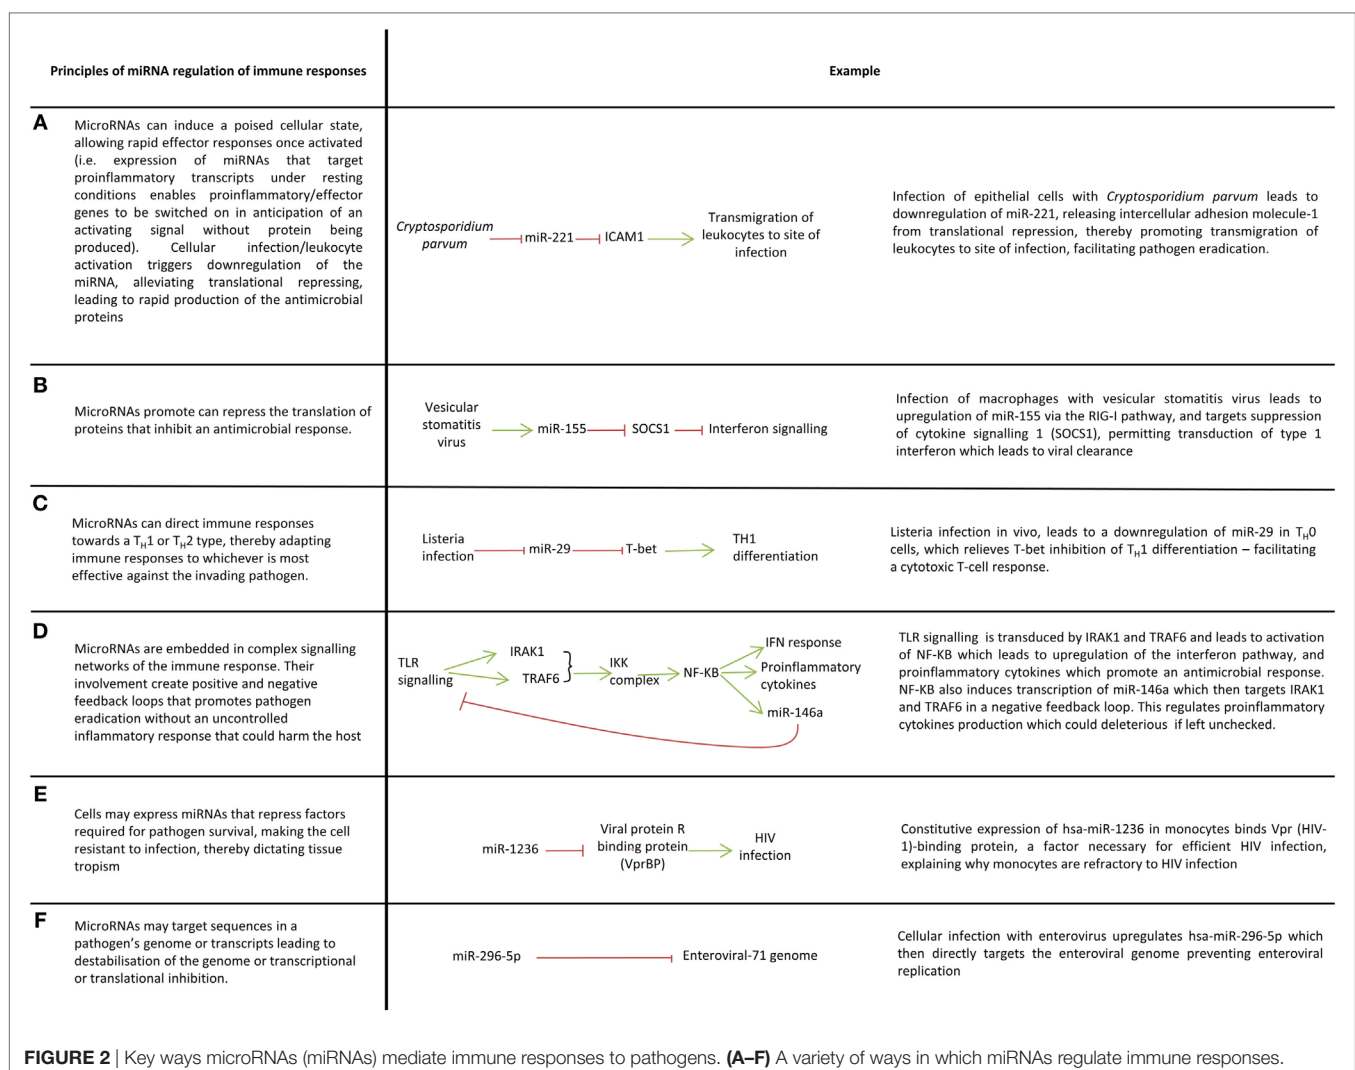 Principles of miRNA regulation of immune responses
Example
A
MicroRNAs can induce a poised cellular state,
allowing rapid effector responses once activated
(i.e. expression of miRNAs that target
proinflammatory transcripts under resting
conditions enables proinflammatory/effector
genes to be switched on in anticipation of an
activating signal without protein being
produced). Cellular infection/leukocyte
activation triggers downregulation of the
miRNA, alleviating translational repressing,
leading to rapid production of the antimicrobial
proteins
Cryptosporidium
parvum
miR-221
ICAM1
Transmigration of
leukocytes to site of
infection
Infection of epithelial cells with Cryptosporidium parvum leads to
downregulation of miR-221, releasing intercellular adhesion molecule-1
from translational repression, thereby promoting transmigration of
leukocytes to site of infection, facilitating pathogen eradication.
B
MicroRNAs promote can repress the translation of
proteins that inhibit an antimicrobial response.
Vesicular
stomatitis
virus
miR-155
SOCS1
Interferon signalling
Infection of macrophages with vesicular stomatitis virus leads to
upregulation of miR-155 via the RIG-I pathway, and targets suppression
of cytokine signalling 1 (SOCS1), permitting transduction of type 1
interferon which leads to viral clearance
C
MicroRNAs can direct immune responses
towards a TH1 or TH2 type, thereby adapting
immune responses to whichever is most
effective against the invading pathogen.
Listeria
infection
miR-29
T-bet
TH1
differentiation
Listeria infection in vivo, leads to a downregulation of miR-29 in TH0
cells, which relieves T-bet inhibition of TH1 differentiation – facilitating
a cytotoxic T-cell response.
D
MicroRNAs are embedded in complex signalling
networks of the immune response. Their
involvement create positive and negative
feedback loops that promotes pathogen
eradication without an uncontrolled
inflammatory response that could harm the host
TLR
signalling
IRAK1
TRAF6
IKK
complex
NF-KB
IFN response
Proinflammatory
cytokines
miR-146a
TLR signalling is transduced by IRAK1 and TRAF6 and leads to activation
of NF-KB which leads to upregulation of the interferon pathway, and
proinflammatory cytokines which promote an antimicrobial response.
NF-KB also induces transcription of miR-146a which then targets IRAK1
and TRAF6 in a negative feedback loop. This regulates proinflammatory
cytokines production which could deleterious if left unchecked.
E
Cells may express miRNAs that repress factors
required for pathogen survival, making the cell
resistant to infection, thereby dictating tissue
tropism
miR-1236
Viral protein R
binding protein
(VprBP)
HIV
infection
Constitutive expression of hsa-miR-1236 in monocytes binds Vpr (HIV-
1)-binding protein, a factor necessary for efficient HIV infection,
explaining why monocytes are refractory to HIV infection
F
MicroRNAs may target sequences in a
pathogen's genome or transcripts leading to
destabilisation of the genome or transcriptional
or translational inhibition.
miR-296-5p
Enteroviral-71 genome
Cellular infection with enterovirus upregulates hsa-miR-296-5p which
then directly targets the enteroviral genome preventing enteroviral
replication
FIGURE 2 | Key ways microRNAs (miRNAs) mediate immune responses to pathogens. (A–F) A variety of ways in which miRNAs regulate immune responses.